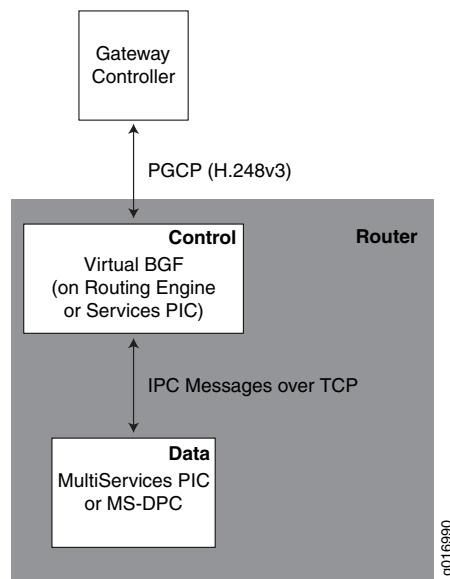 Gateway
Controller
PGCP (H.248v3)
Control
Router
Virtual BGF
(on Routing Engine
or Services PIC)
IPC Messages over TCP
Data
MultiServices PIC
or MS-DPC
g016990